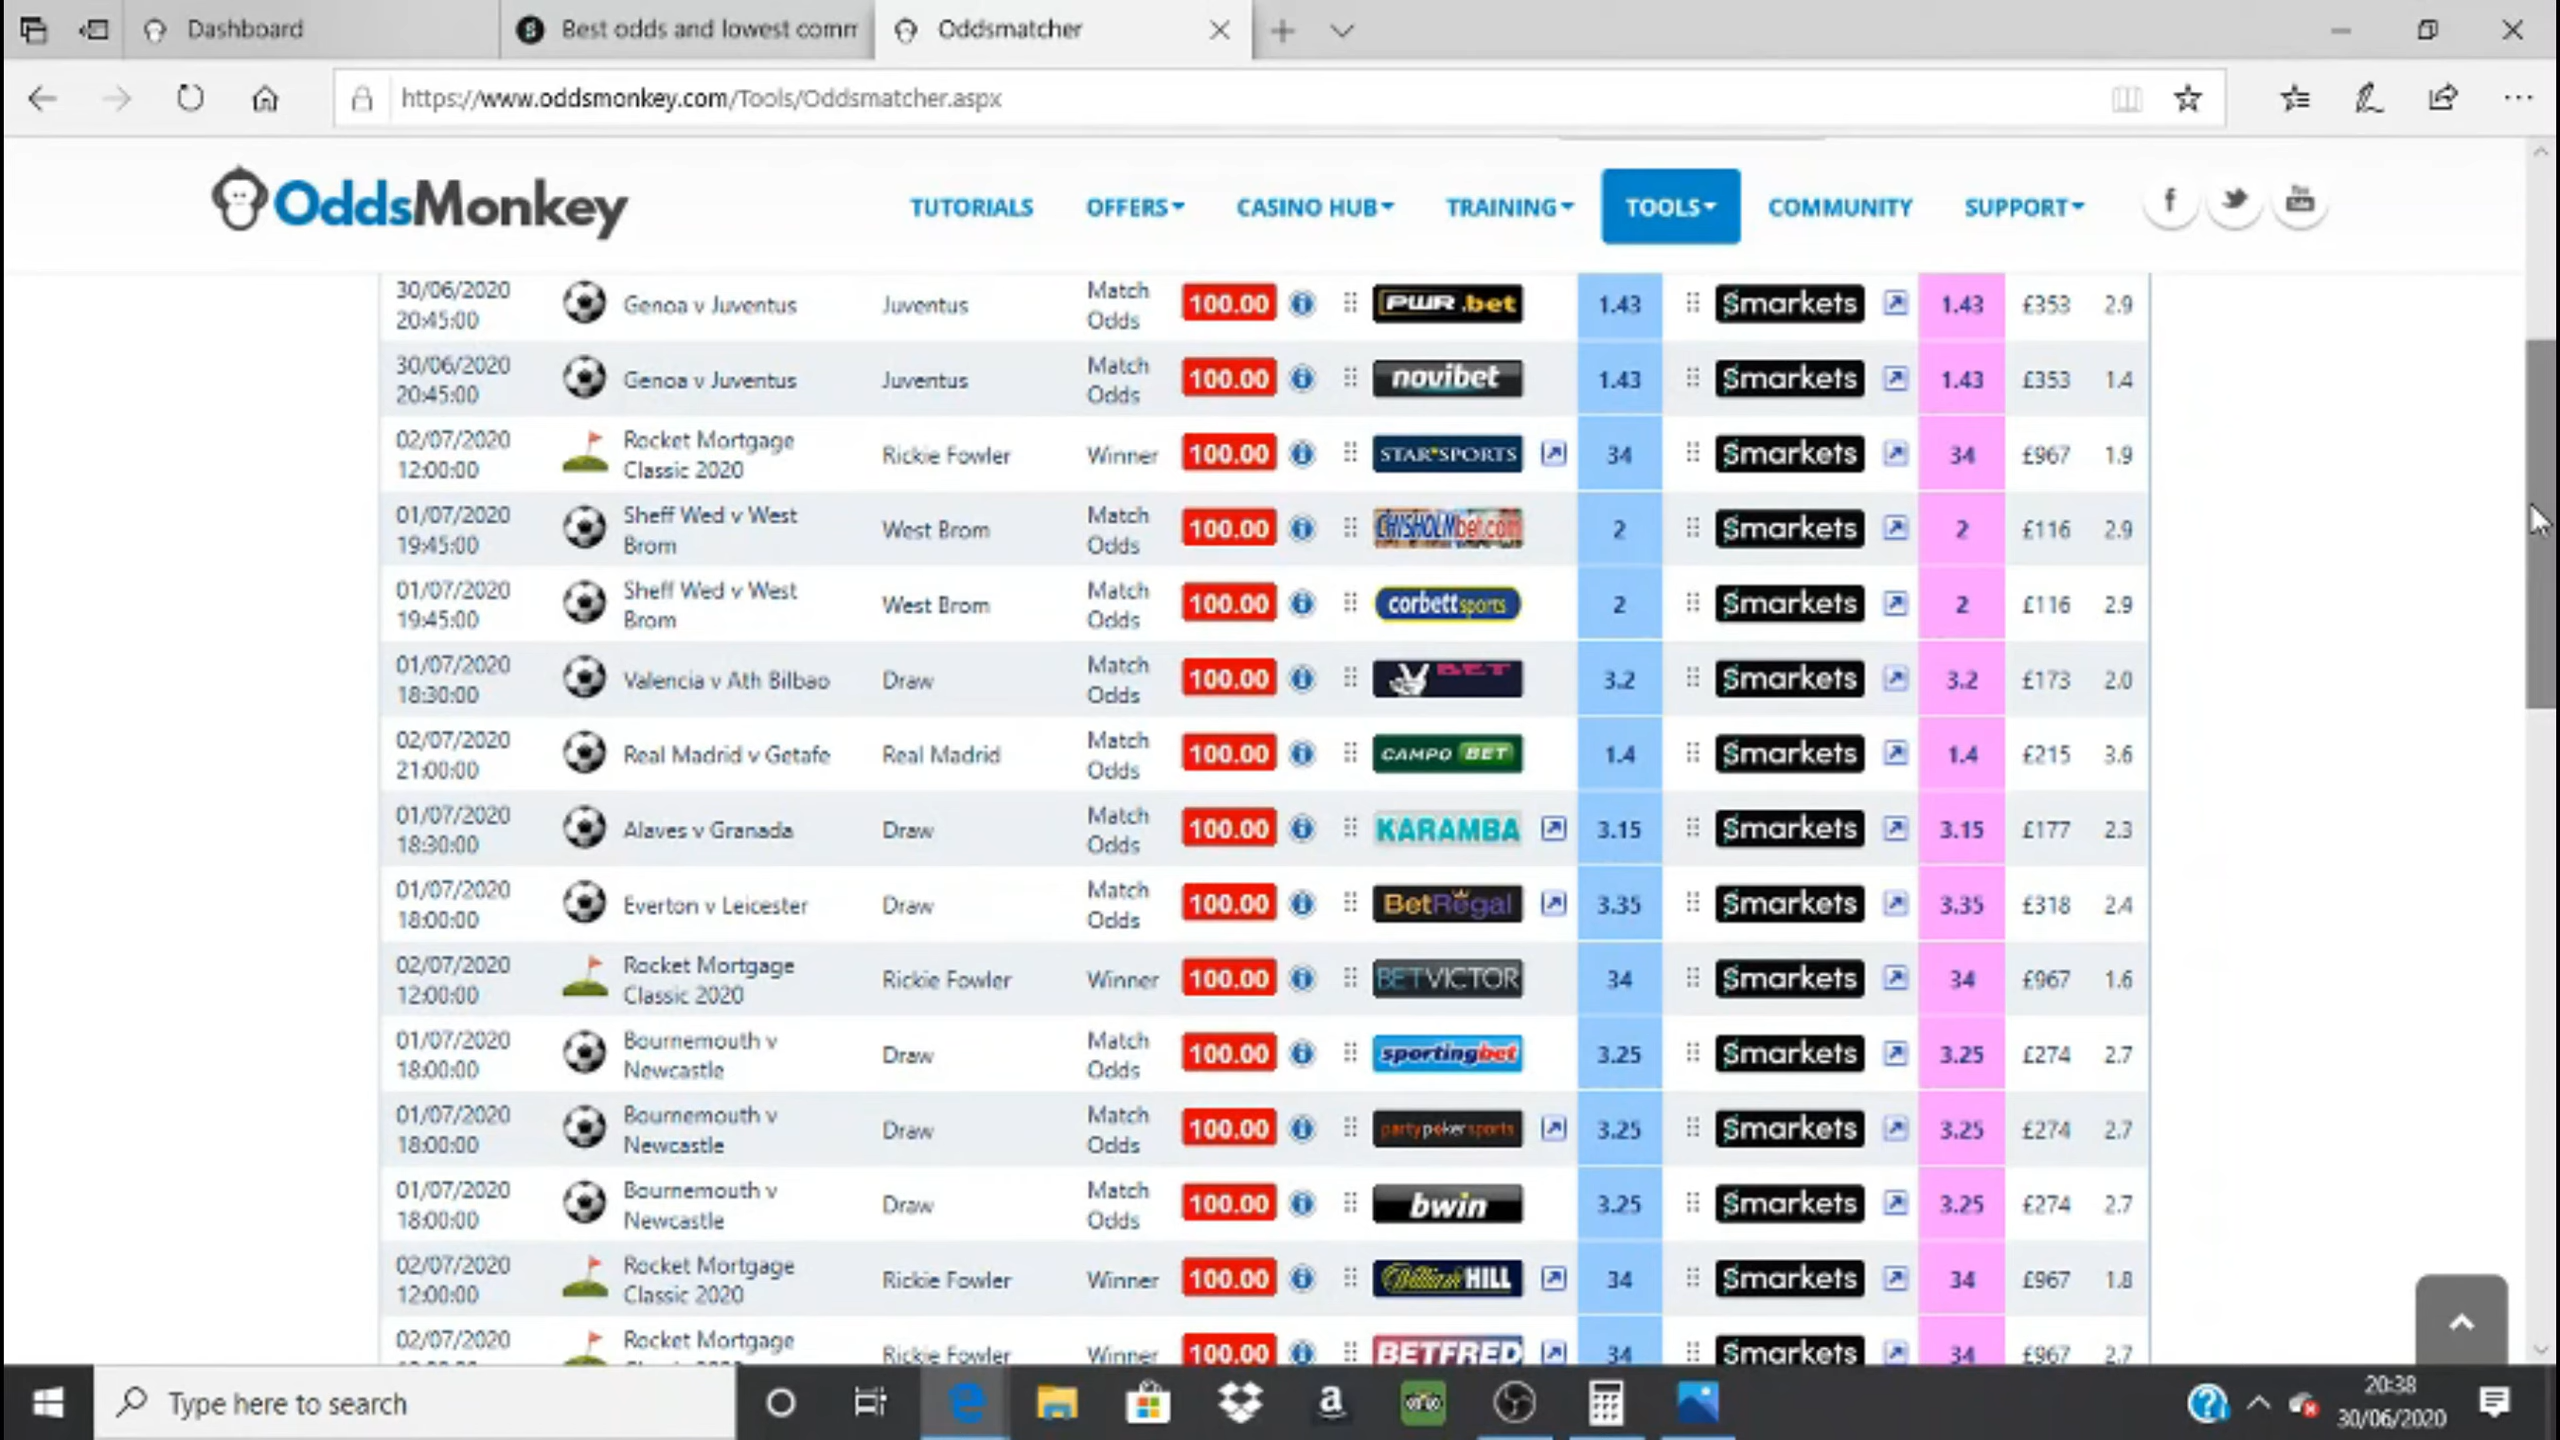 Dashboard
Best odds and lowest comm
Oddsmatcher
https://www.oddsmonkey.com/Tools/Oddsmatcher.aspx
OddsMonkey
TUTORIALS OFFERS CASINO HUB TRAINING TOOLS COMMUNITY SUPPORT
f You Tube
30/06/2020 20:45:00 Genoa v Juventus Juventus Match Odds 100.00 PWR.bet 1.43 Smarkets 1.43 £353 2.9
30/06/2020 20:45:00 Genoa v Juventus Juventus Match Odds 100.00 novibet 1.43 Smarkets 1.43 £353 1.4
02/07/2020 12:00:00 Rocket Mortgage Classic 2020 Rickie Fowler Winner 100.00 STAR SPORTS 34 Smarkets 34 £967 1.9
01/07/2020 19:45:00 Sheff Wed v West Brom West Brom Match Odds 100.00 CHISHOLMbet.com 2 Smarkets 2 £116 2.9
01/07/2020 19:45:00 Sheff Wed v West Brom West Brom Match Odds 100.00 corbettsports 2 Smarkets 2 £116 2.9
01/07/2020 18:30:00 Valencia v Ath Bilbao Draw Match Odds 100.00 BET 3.2 Smarkets 3.2 £173 2.0
02/07/2020 21:00:00 Real Madrid v Getafe Real Madrid Match Odds 100.00 CAMPO BET 1.4 Smarkets 1.4 £215 3.6
01/07/2020 18:30:00 Alaves v Granada Draw Match Odds 100.00 KARAMBA 3.15 Smarkets 3.15 £177 2.3
01/07/2020 18:00:00 Everton v Leicester Draw Match Odds 100.00 BetRegal 3.35 Smarkets 3.35 £318 2.4
02/07/2020 12:00:00 Rocket Mortgage Classic 2020 Rickie Fowler Winner 100.00 BETVICTOR 34 Smarkets 34 £967 1.6
01/07/2020 18:00:00 Bournemouth v Newcastle Draw Match Odds 100.00 sportingbet 3.25 Smarkets 3.25 £274 2.7
01/07/2020 18:00:00 Bournemouth v Newcastle Draw Match Odds 100.00 partypokersports 3.25 Smarkets 3.25 £274 2.7
01/07/2020 18:00:00 Bournemouth v Newcastle Draw Match Odds 100.00 bwin 3.25 Smarkets 3.25 £274 2.7
02/07/2020 12:00:00 Rocket Mortgage Classic 2020 Rickie Fowler Winner 100.00 William HILL 34 Smarkets 34 £967 1.8
02/07/2020 Rocket Mortgage Rickie Fowler Winner 100.00 BETFRED 34 Smarkets 34 £967 2.7
Type here to search
20:38
30/06/2020